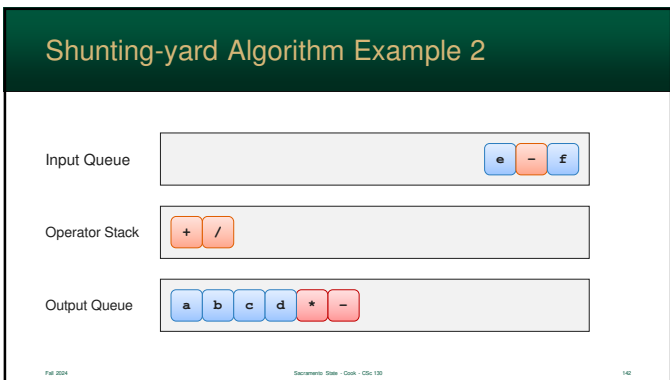 Shunting-yard Algorithm Example 2
Input Queue e – f
Operator Stack + /
Output Queue a b c d * –
Fall 2024 Sacramento State - Cook - CSc 130 142